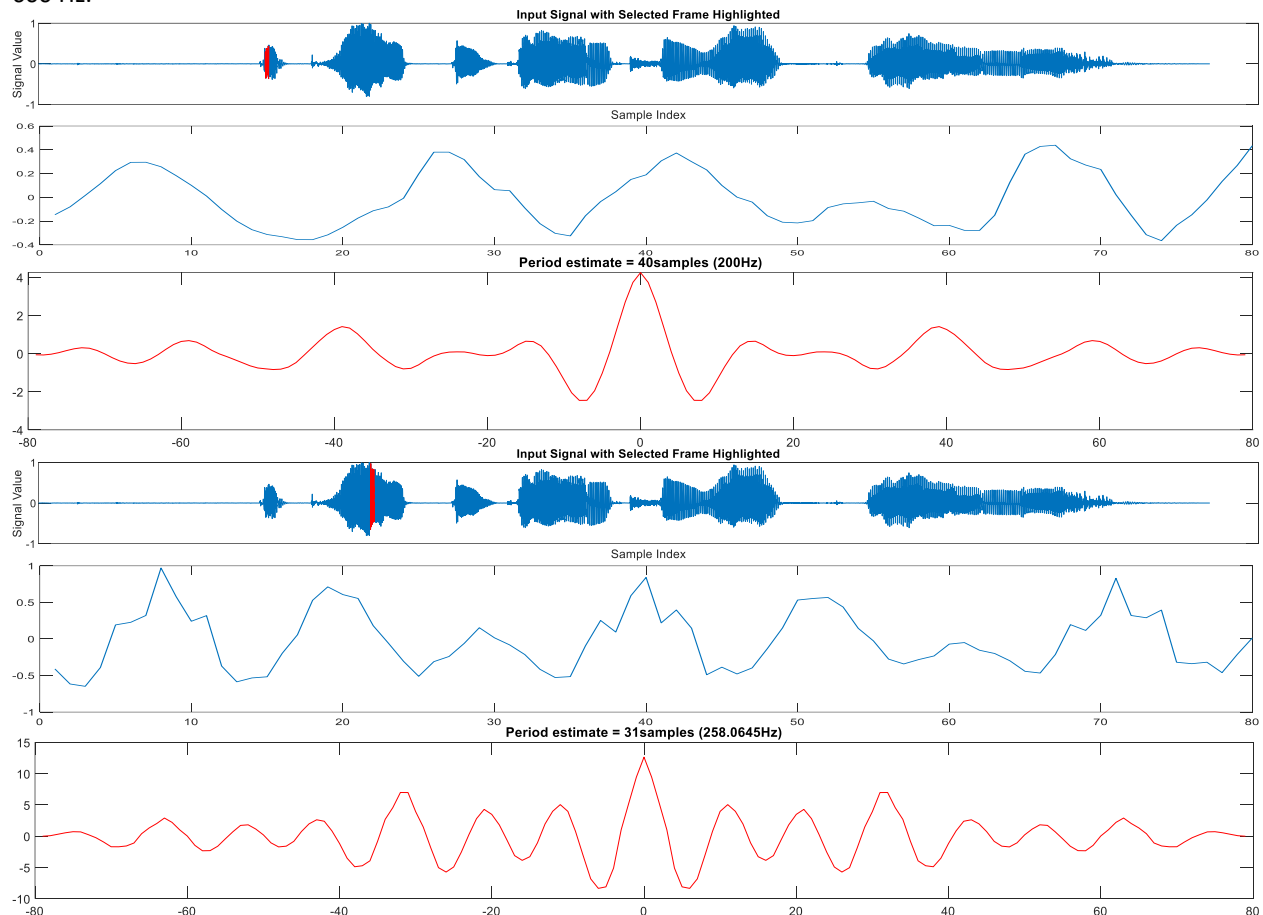 Input Signal with Selected Frame Highlighted
Signal Value
1
0
-1
Sample Index
0.6
0.4
0.2
0
-0.2
-0.4
0 10 20 30 40 50 60 70 80
Period estimate = 40samples (200Hz)
4
2
0
-2
-4
-80 -60 -40 -20 0 20 40 60 80
Input Signal with Selected Frame Highlighted
Signal Value
1
0
-1
Sample Index
1
0.5
0
-0.5
-1
0 10 20 30 40 50 60 70 80
Period estimate = 31samples (258.0645Hz)
15
10
5
0
-5
-10
-80 -60 -40 -20 0 20 40 60 80